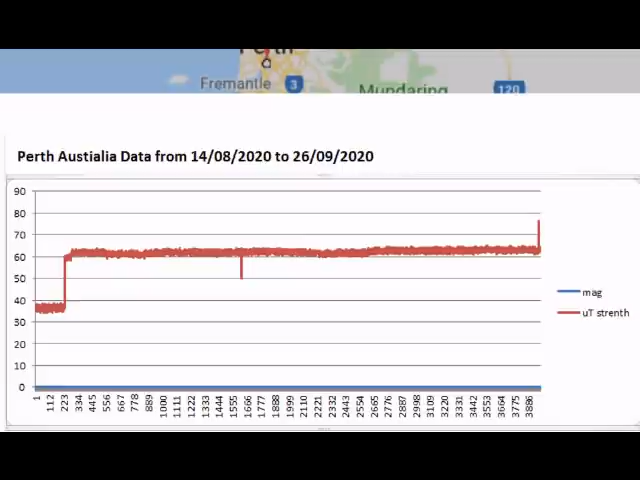 Perth
Fremantle
3
Mundaring
120
Perth Austialia Data from 14/08/2020 to 26/09/2020
90
80
70
60
50
40
30
20
10
0
mag
uT strenth
1 112 223 334 445 556 667 778 889 1000 1111 1222 1333 1444 1555 1666 1777 1888 1999 2110 2221 2332 2443 2554 2665 2776 2887 2998 3109 3220 3331 3442 3553 3664 3775 3886